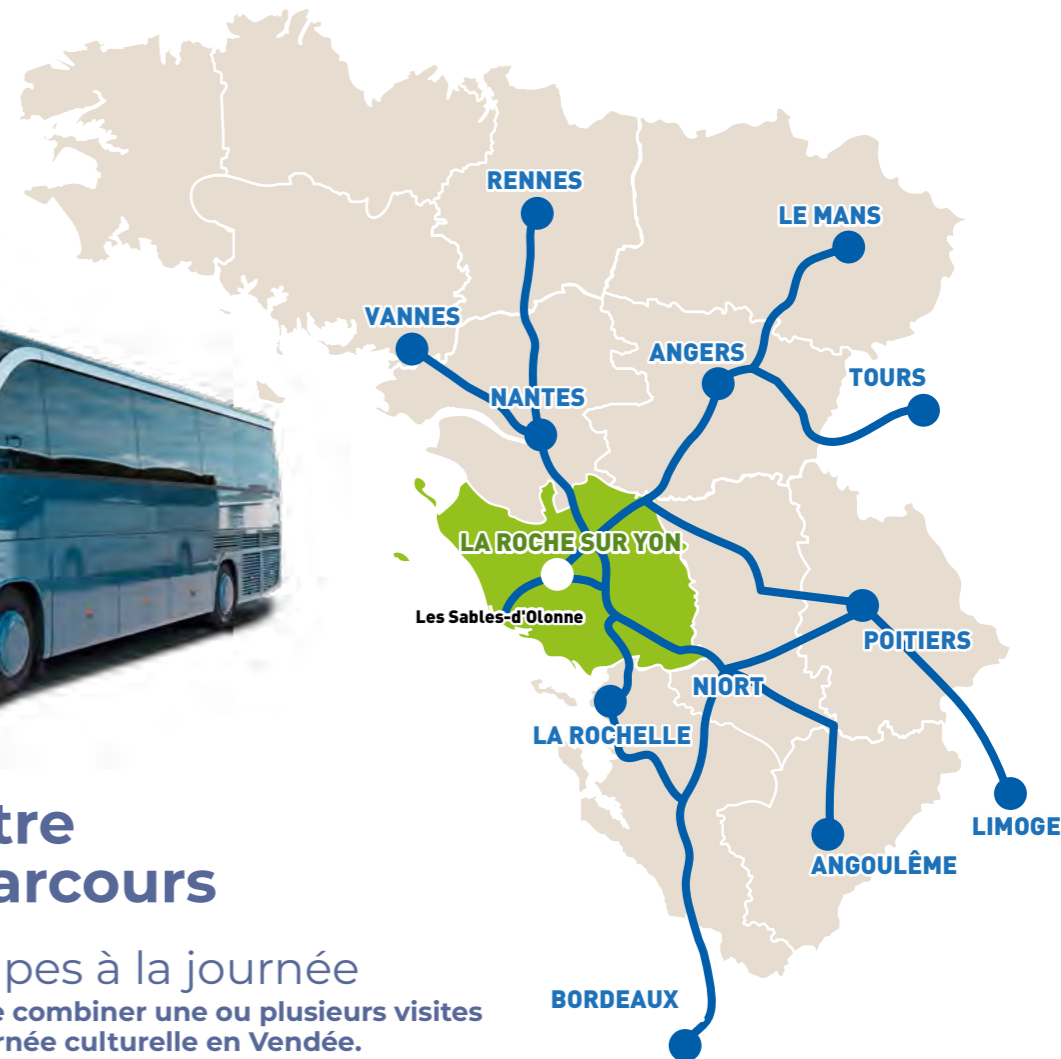 RENNES
LE MANS
VANNES
ANGERS
TOURS
NANTES
LA ROCHE SUR YON
Les Sables-d'Olonne
POITIERS
NIORT
LA ROCHELLE
LIMOGE
ANGOULÊME
BORDEAUX
tre
arcours
pes à la journée
e combiner une ou plusieurs visites
rnée culturelle en Vendée.